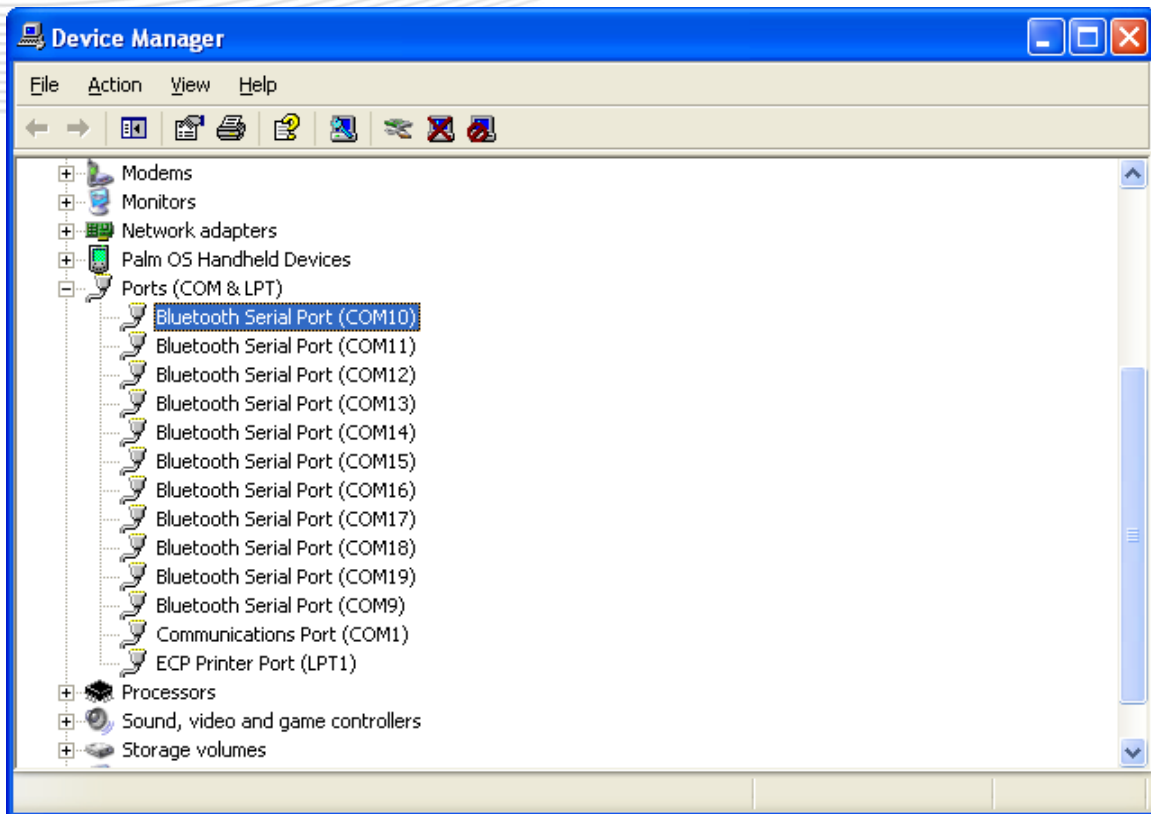 Device Manager
File Action View Help
Modems
Monitors
Network adapters
Palm OS Handheld Devices
Ports (COM & LPT)
Bluetooth Serial Port (COM10)
Bluetooth Serial Port (COM11)
Bluetooth Serial Port (COM12)
Bluetooth Serial Port (COM13)
Bluetooth Serial Port (COM14)
Bluetooth Serial Port (COM15)
Bluetooth Serial Port (COM16)
Bluetooth Serial Port (COM17)
Bluetooth Serial Port (COM18)
Bluetooth Serial Port (COM19)
Bluetooth Serial Port (COM9)
Communications Port (COM1)
ECP Printer Port (LPT1)
Processors
Sound, video and game controllers
Storage volumes